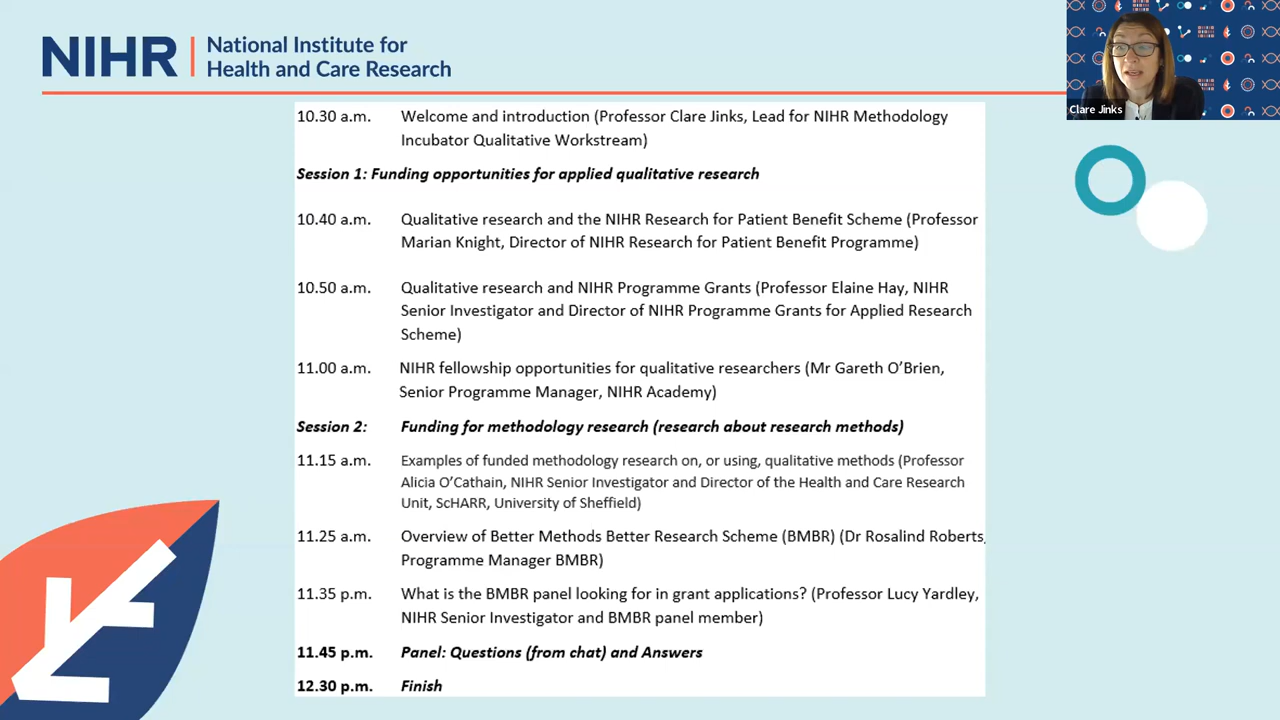 NIHR | National Institute for
Health and Care Research
Clare Jinks
10.30 a.m. Welcome and introduction (Professor Clare Jinks, Lead for NIHR Methodology
Incubator Qualitative Workstream)
Session 1: Funding opportunities for applied qualitative research
10.40 a.m. Qualitative research and the NIHR Research for Patient Benefit Scheme (Professor
Marian Knight, Director of NIHR Research for Patient Benefit Programme)
10.50 a.m. Qualitative research and NIHR Programme Grants (Professor Elaine Hay, NIHR
Senior Investigator and Director of NIHR Programme Grants for Applied Research
Scheme)
11.00 a.m. NIHR fellowship opportunities for qualitative researchers (Mr Gareth O’Brien,
Senior Programme Manager, NIHR Academy)
Session 2: Funding for methodology research (research about research methods)
11.15 a.m. Examples of funded methodology research on, or using, qualitative methods (Professor
Alicia O’Cathain, NIHR Senior Investigator and Director of the Health and Care Research
Unit, ScHARR, University of Sheffield)
11.25 a.m. Overview of Better Methods Better Research Scheme (BMBR) (Dr Rosalind Roberts,
Programme Manager BMBR)
11.35 p.m. What is the BMBR panel looking for in grant applications? (Professor Lucy Yardley,
NIHR Senior Investigator and BMBR panel member)
11.45 p.m. Panel: Questions (from chat) and Answers
12.30 p.m. Finish